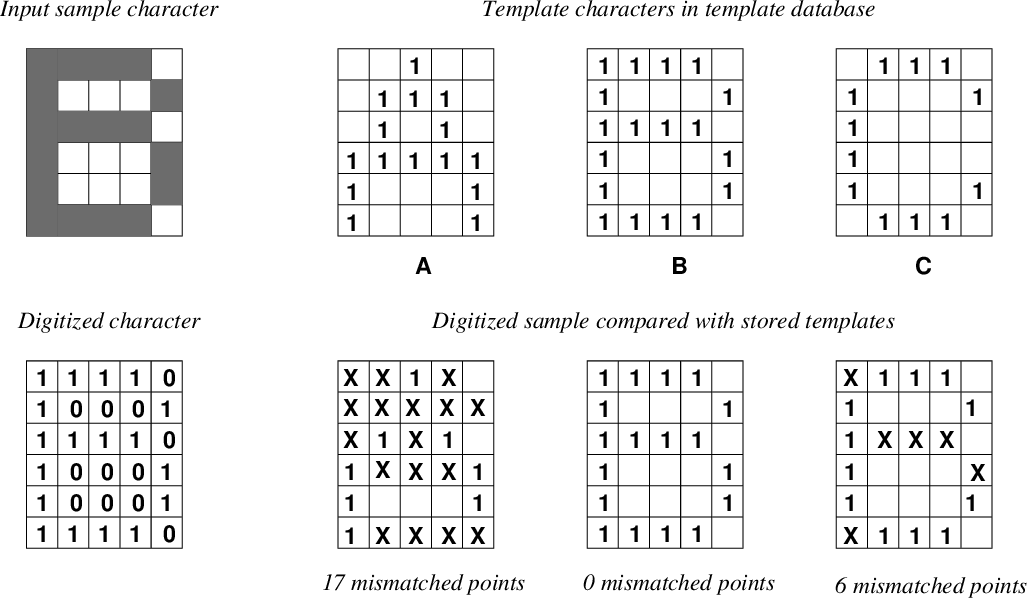 Input sample character
Template characters in template database
1
1 1 1
1 1
1 1 1 1 1
1 1
1 1
A
1 1 1 1
1 1
1 1 1 1
1 1
1 1
1 1 1 1
B
1 1 1
1 1
1
1
1 1
1 1 1
C
Digitized character
Digitized sample compared with stored templates
1 1 1 1 0
1 0 0 0 1
1 1 1 1 0
1 0 0 0 1
1 0 0 0 1
1 1 1 1 0
X X 1 X
X X X X X
X 1 X 1
1 X X X 1
1 1
1 X X X X
17 mismatched points
1 1 1 1
1 1
1 1 1 1
1 1
1 1
1 1 1 1
0 mismatched points
X 1 1 1
1 1
1 X X X
1 X
1 1
X 1 1 1
6 mismatched points